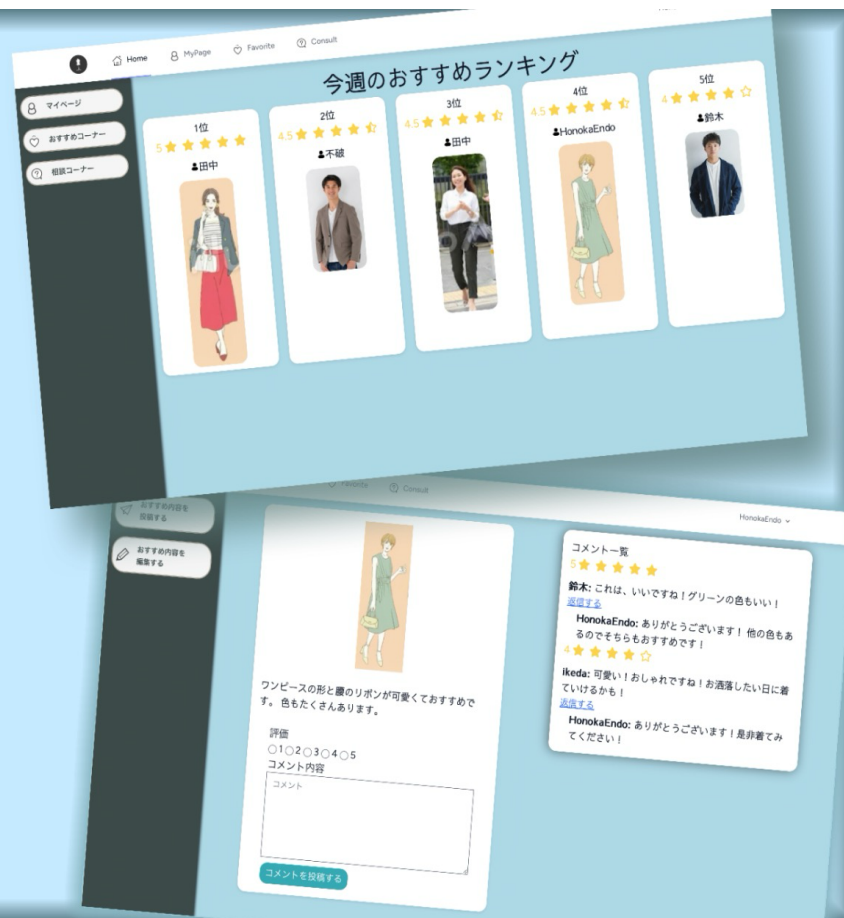 Home
MyPage
Favorite
Consult
マイページ
おすすめコーナー
相談コーナー
今週のおすすめランキング
1位
5
田中
2位
4.5
不破
3位
4.5
田中
4位
4.5
HonokaEndo
5位
4
鈴木
Favorite
Consult
HonokaEndo
おすすめ内容を
投稿する
おすすめ内容を
編集する
ワンピースの形と腰のリボンが可愛くておすすめで
す。 色もたくさんあります。
評価
1 2 3 4 5
コメント内容
コメント
コメントを投稿する
コメント一覧
5
鈴木: これは、いいですね！グリーンの色もいい！
返信する
HonokaEndo: ありがとうございます！ 他の色もあ
るのでそちらもおすすめです！
4
ikeda: 可愛い！おしゃれですね！お洒落したい日に着
ていけるかも！
返信する
HonokaEndo: ありがとうございます！是非着てみ
てください！